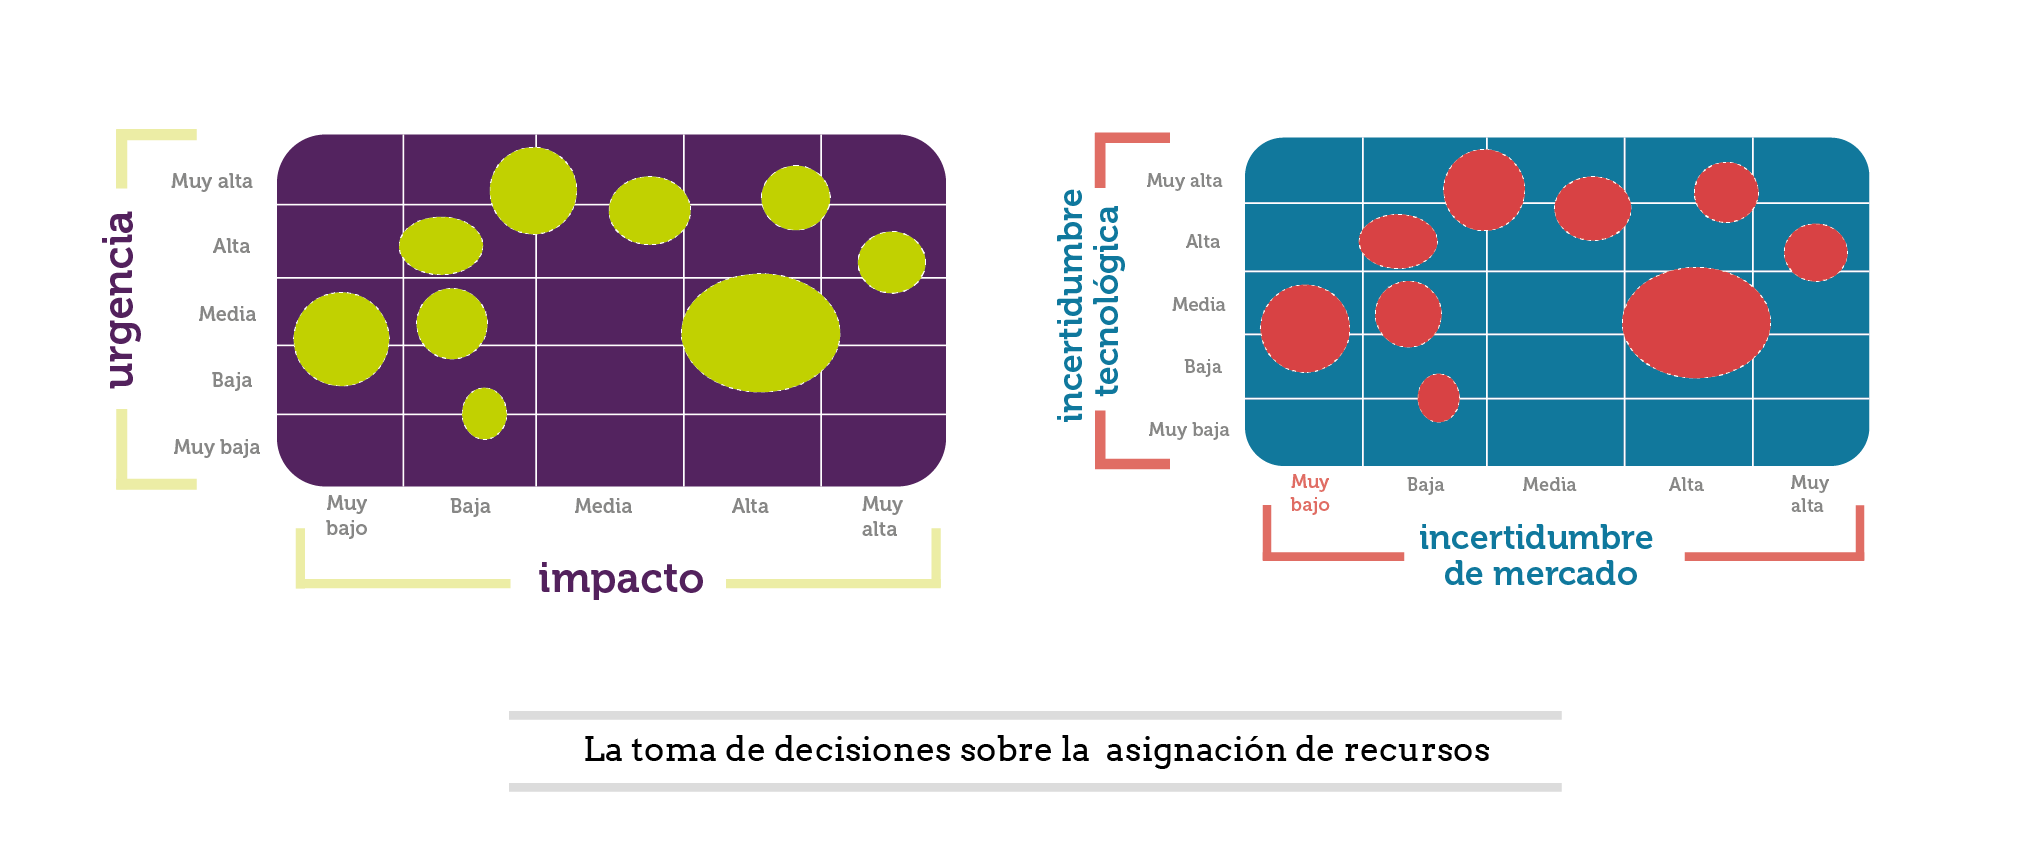 urgencia
Muy alta
Alta
Media
Baja
Muy baja
Muy
bajo
Baja
Media
Alta
Muy
alta
impacto
incertidumbre
tecnológica
Muy alta
Alta
Media
Baja
Muy baja
Muy
bajo
Baja
Media
Alta
Muy
alta
incertidumbre
de mercado
La toma de decisiones sobre la asignación de recursos